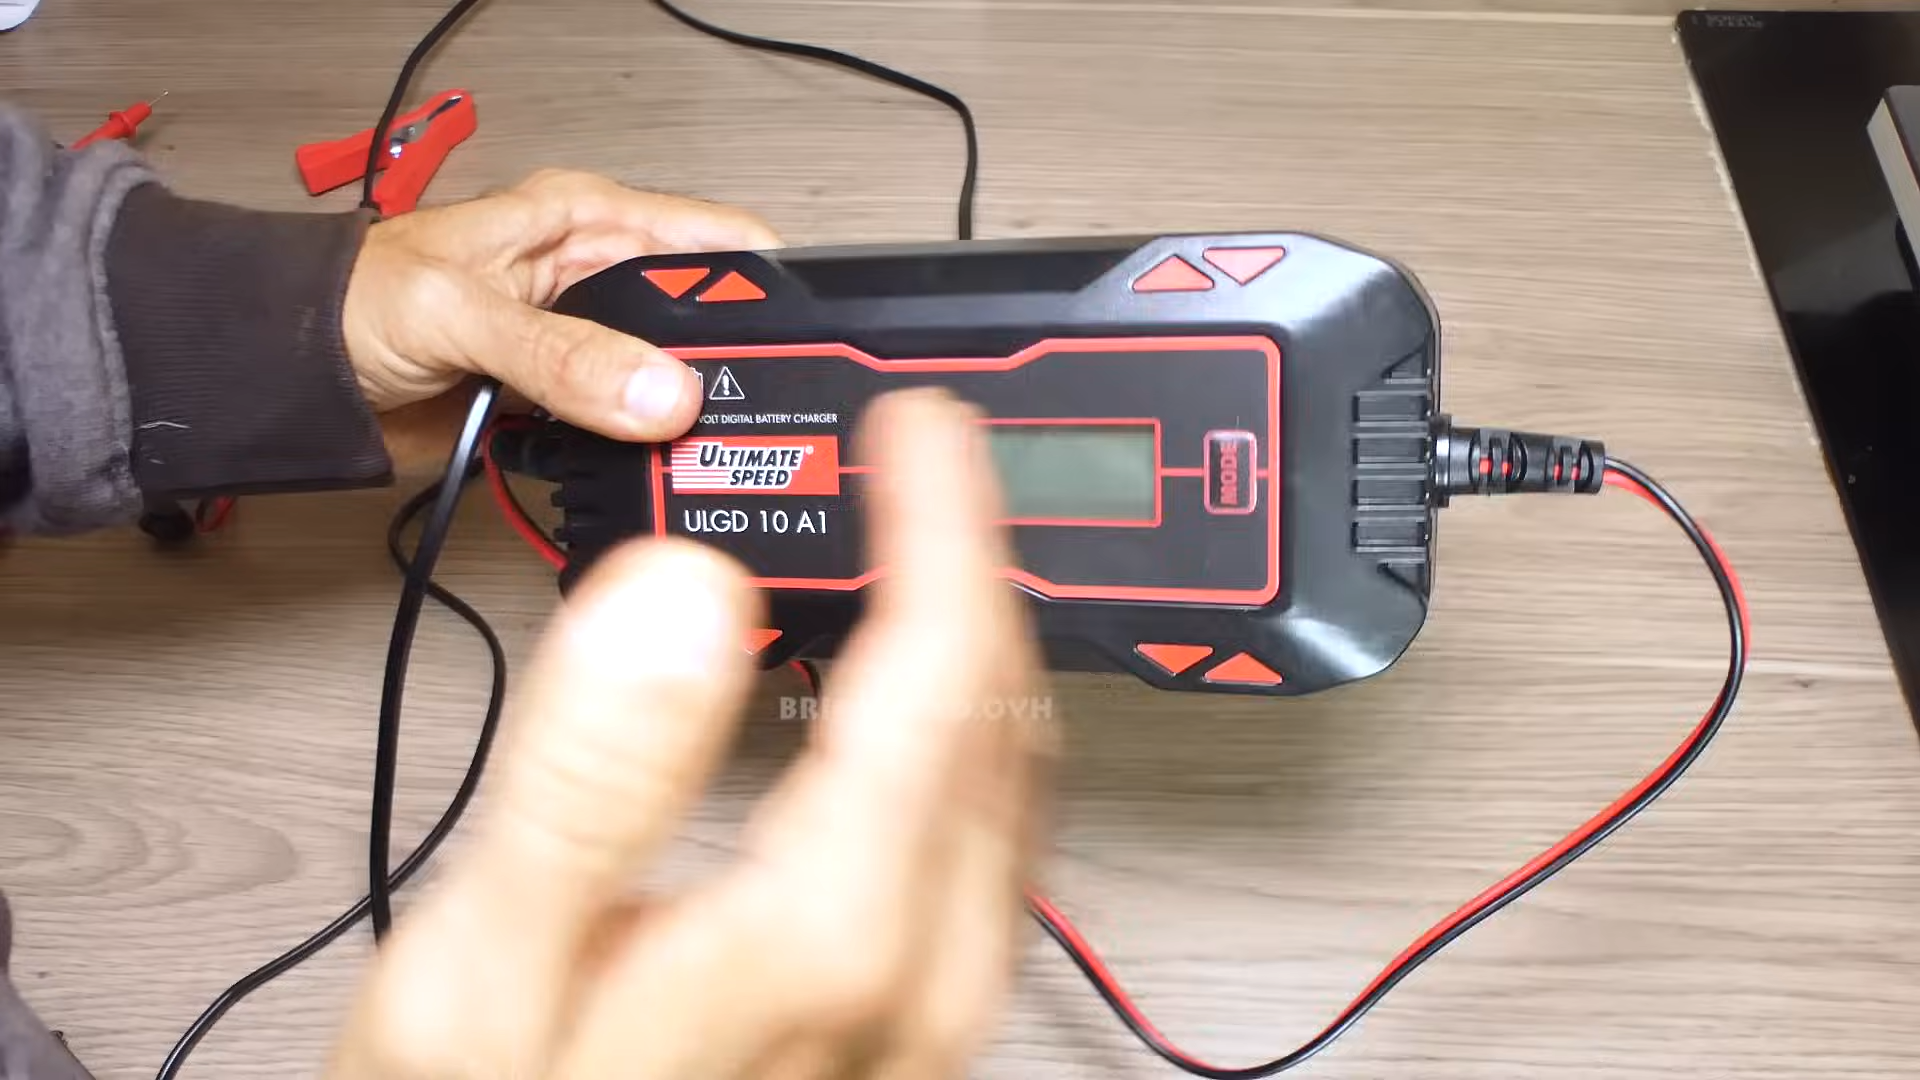 VOLT DIGITAL BATTERY CHARGER
ULTIMATE
SPEED
ULGD 10 A1
MODE